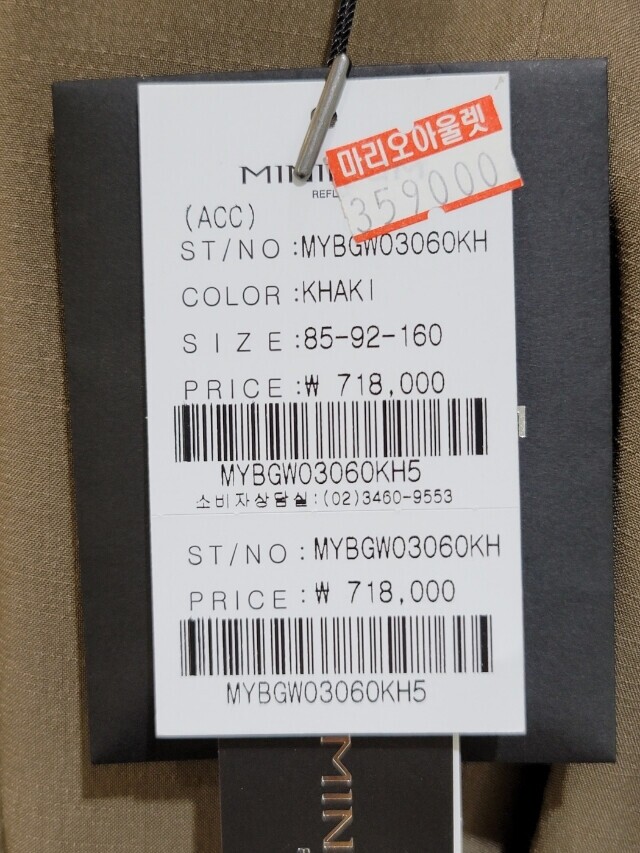 마리오아울렛
359000
MINI
REFL
(ACC)
ST/NO :MYBGW03060KH
COLOR :KHAKI
SIZE :85-92-160
PRICE :₩ 718,000
MYBGW03060KH5
소비자상담실:(02)3460-9553
ST/NO : MYBGW03060KH
PRICE :₩ 718,000
MYBGW03060KH5
MIN